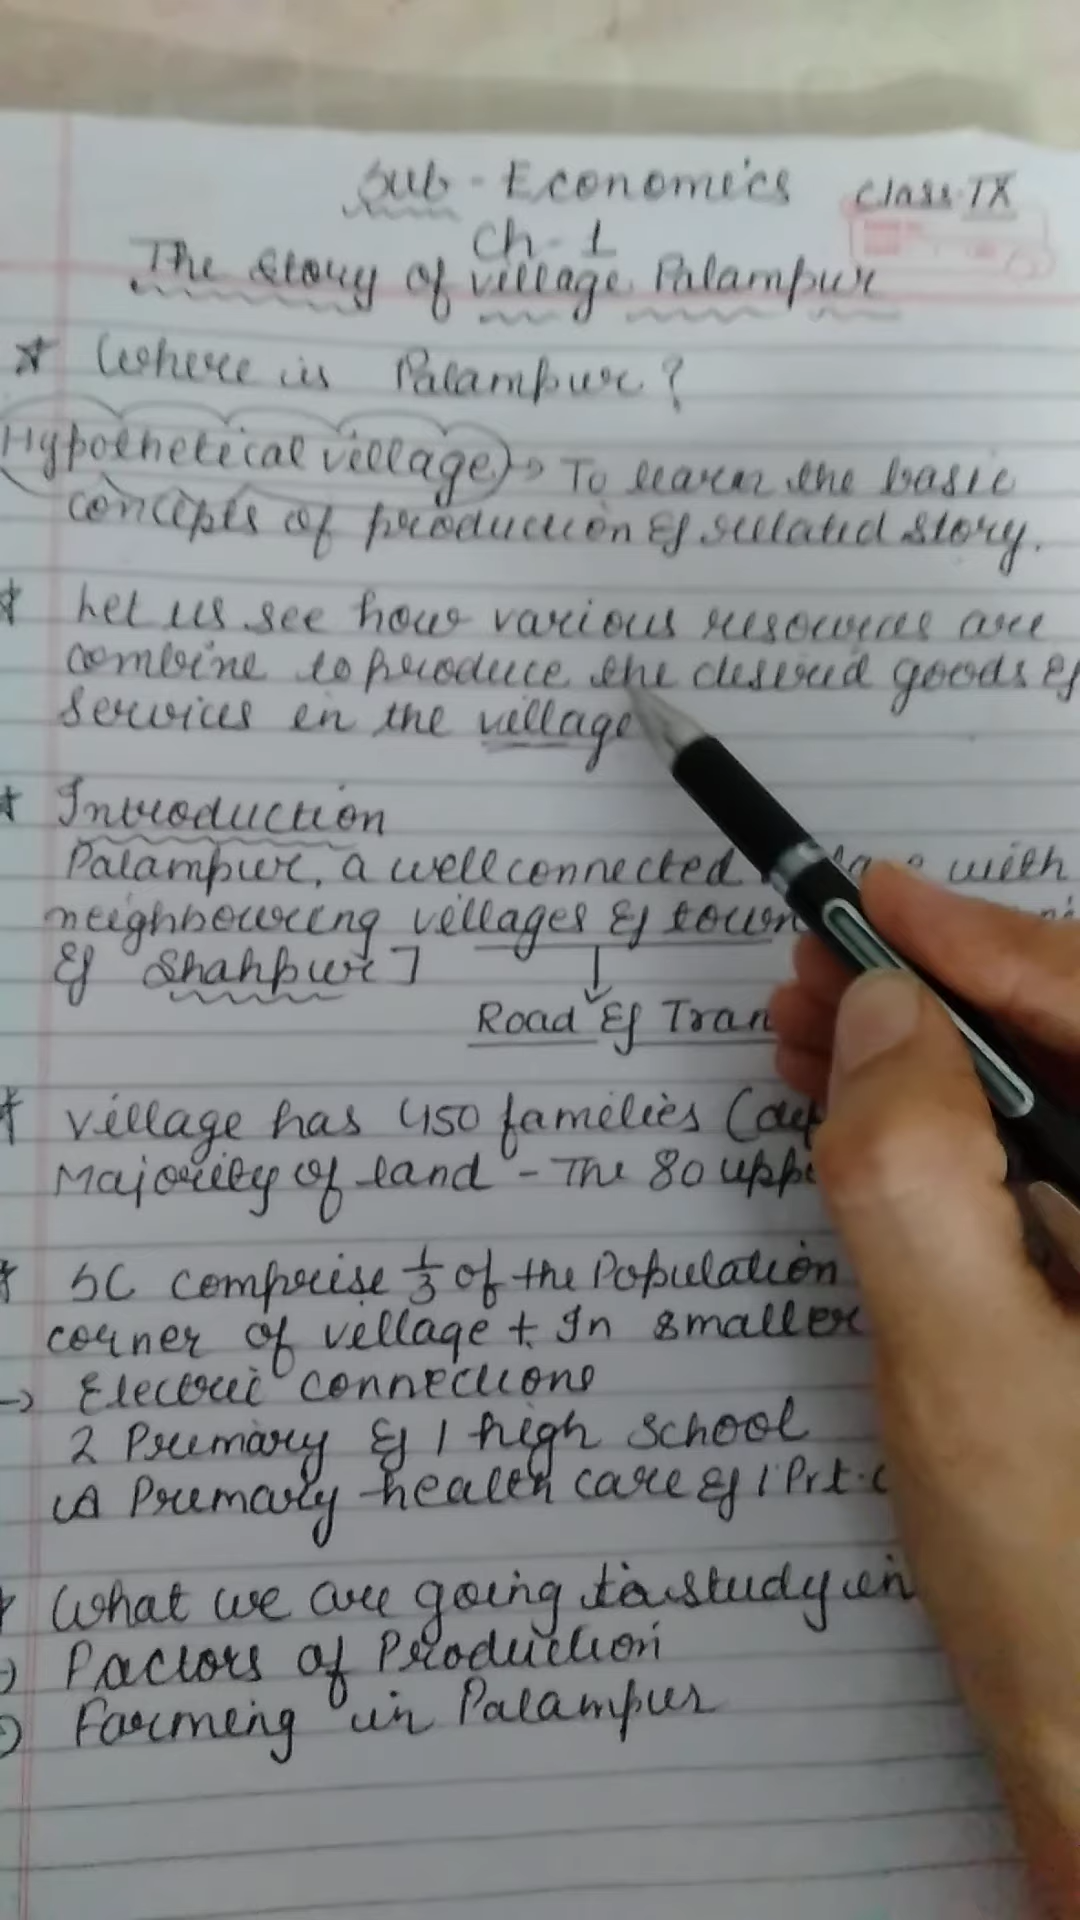 Sub - Economics Class IX
Ch - 1
The Story of village Palampur
* Where is Palampur?
Hypothetical village) → To learn the basic
concepts of production & related story.
* Let us see how various resources are
combine to produce the desired goods &
services in the village
* Introduction
Palampur, a well connected with
neighbouring villages & town
& Shahpur]
Road & Tran
* Village has 450 families (
Majority of land - The 80 uppe
* SC comprise 1/3 of the Population
corner of village + In smaller
→ Electric connections
2 Primary & 1 high School
Primary health care & 1 Prt. c
* What we are going to study in
Factors of Production
Farming in Palampur